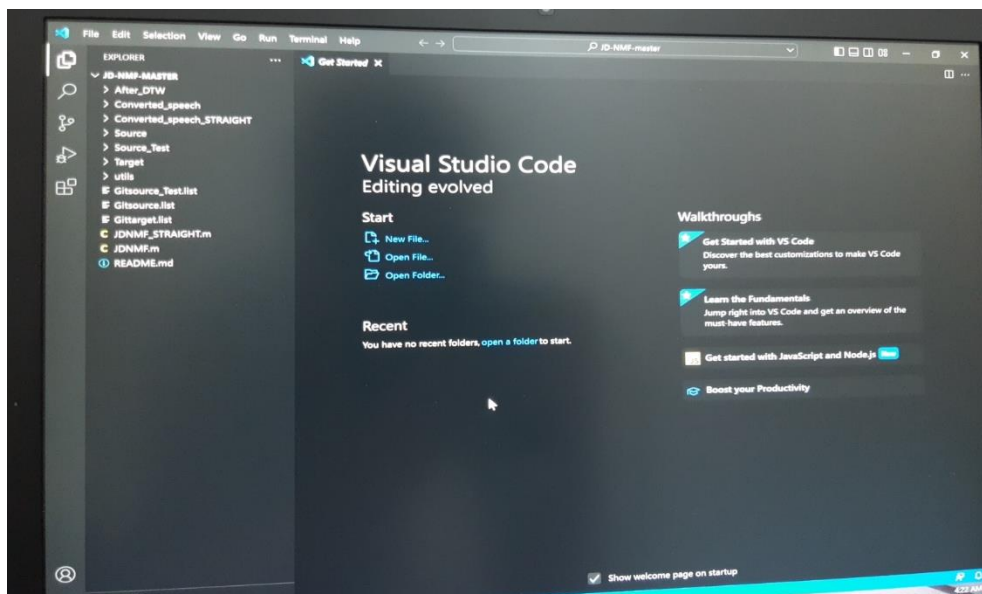 File Edit Selection View Go Run Terminal Help
JD-NMF-master
EXPLORER
Get Started
JD-NMF-MASTER
After_DTW
Converted_speech
Converted_speech_STRAIGHT
Source
Source_Test
Target
utils
Gitsource_Test.list
Gitsource.list
Gittarget.list
JDNMF_STRAIGHT.m
JDNMF.m
README.md
Visual Studio Code
Editing evolved
Start
New File...
Open File...
Open Folder...
Recent
You have no recent folders, open a folder to start.
Walkthroughs
Get Started with VS Code
Discover the best customizations to make VS Code
yours.
Learn the Fundamentals
Jump right into VS Code and get an overview of the
must-have features.
Get started with JavaScript and Node.js New
Boost your Productivity
Show welcome page on startup
4:22 AM